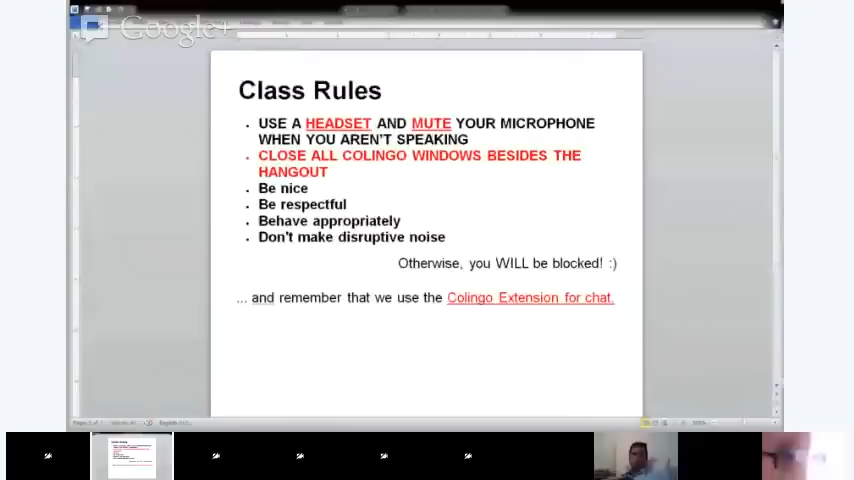 Google+
Class Rules
USE A HEADSET AND MUTE YOUR MICROPHONE
WHEN YOU AREN'T SPEAKING
CLOSE ALL COLINGO WINDOWS BESIDES THE
HANGOUT
Be nice
Be respectful
Behave appropriately
Don't make disruptive noise
Otherwise, you WILL be blocked! :)
... and remember that we use the Colingo Extension for chat.